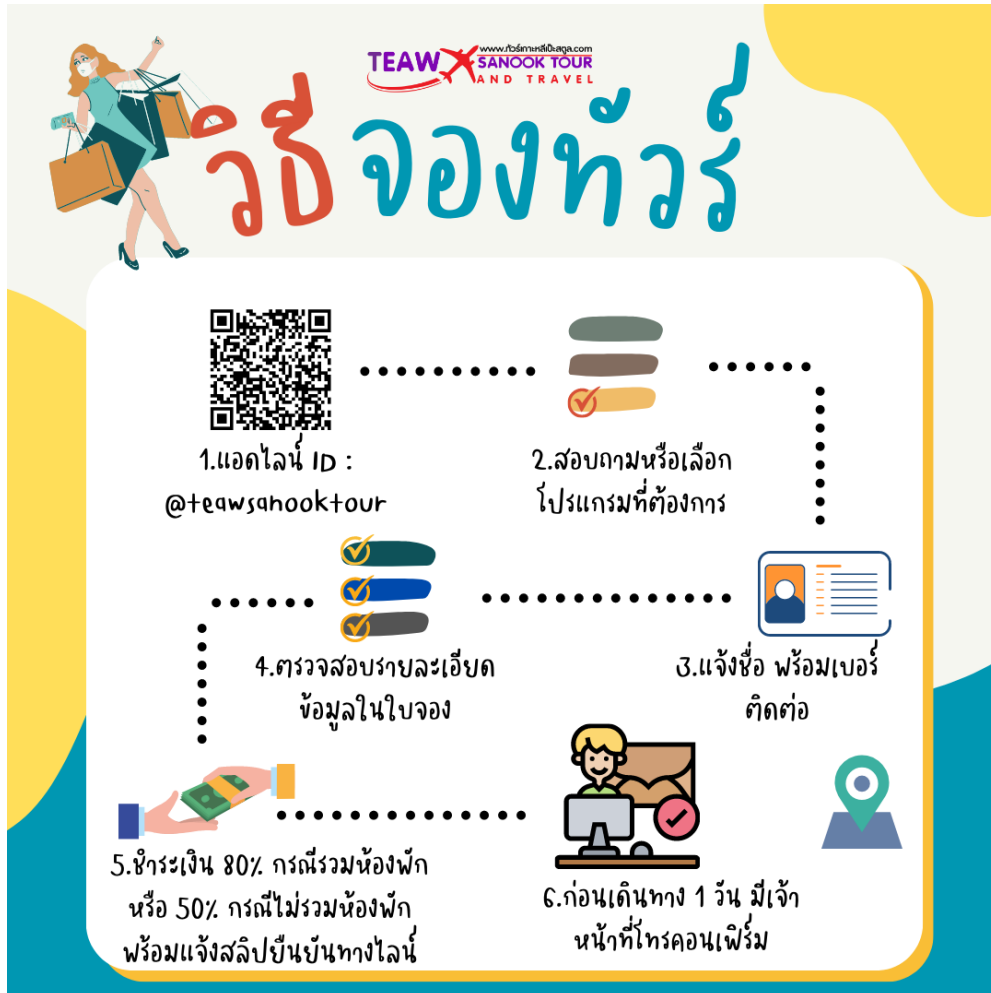 www.ทัวร์เกาะหลีเป๊ะสตูล.com
TEAW SANOOK TOUR
AND TRAVEL
วิธีจองทัวร์
1.แอดไลน์ ID :
@teawsanooktour
2.สอบถามหรือเลือก
โปรแกรมที่ต้องการ
3.แจ้งชื่อ พร้อมเบอร์
ติดต่อ
4.ตรวจสอบรายละเอียด
ข้อมูลในใบจอง
5.ชำระเงิน 80% กรณีรวมห้องพัก
หรือ 50% กรณีไม่รวมห้องพัก
พร้อมแจ้งสลิปยืนยันทางไลน์
6.ก่อนเดินทาง 1 วัน มีเจ้า
หน้าที่โทรคอนเฟิร์ม